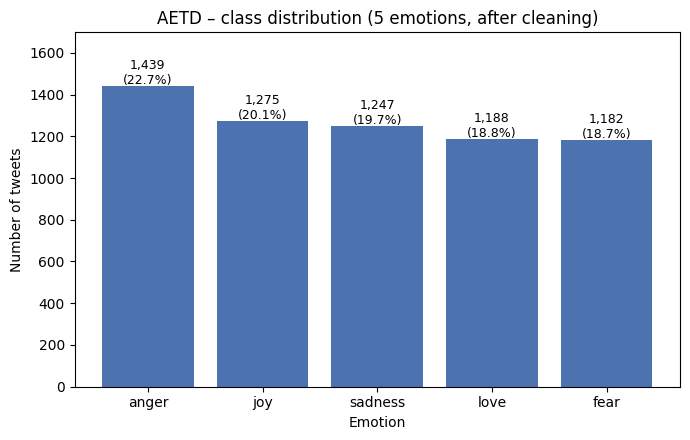 AETD – class distribution (5 emotions, after cleaning)
1600
1400
1200
1000
800
600
400
200
0
Number of tweets
1,439
(22.7%)
1,275
(20.1%)
1,247
(19.7%)
1,188
(18.8%)
1,182
(18.7%)
anger
joy
sadness
love
fear
Emotion